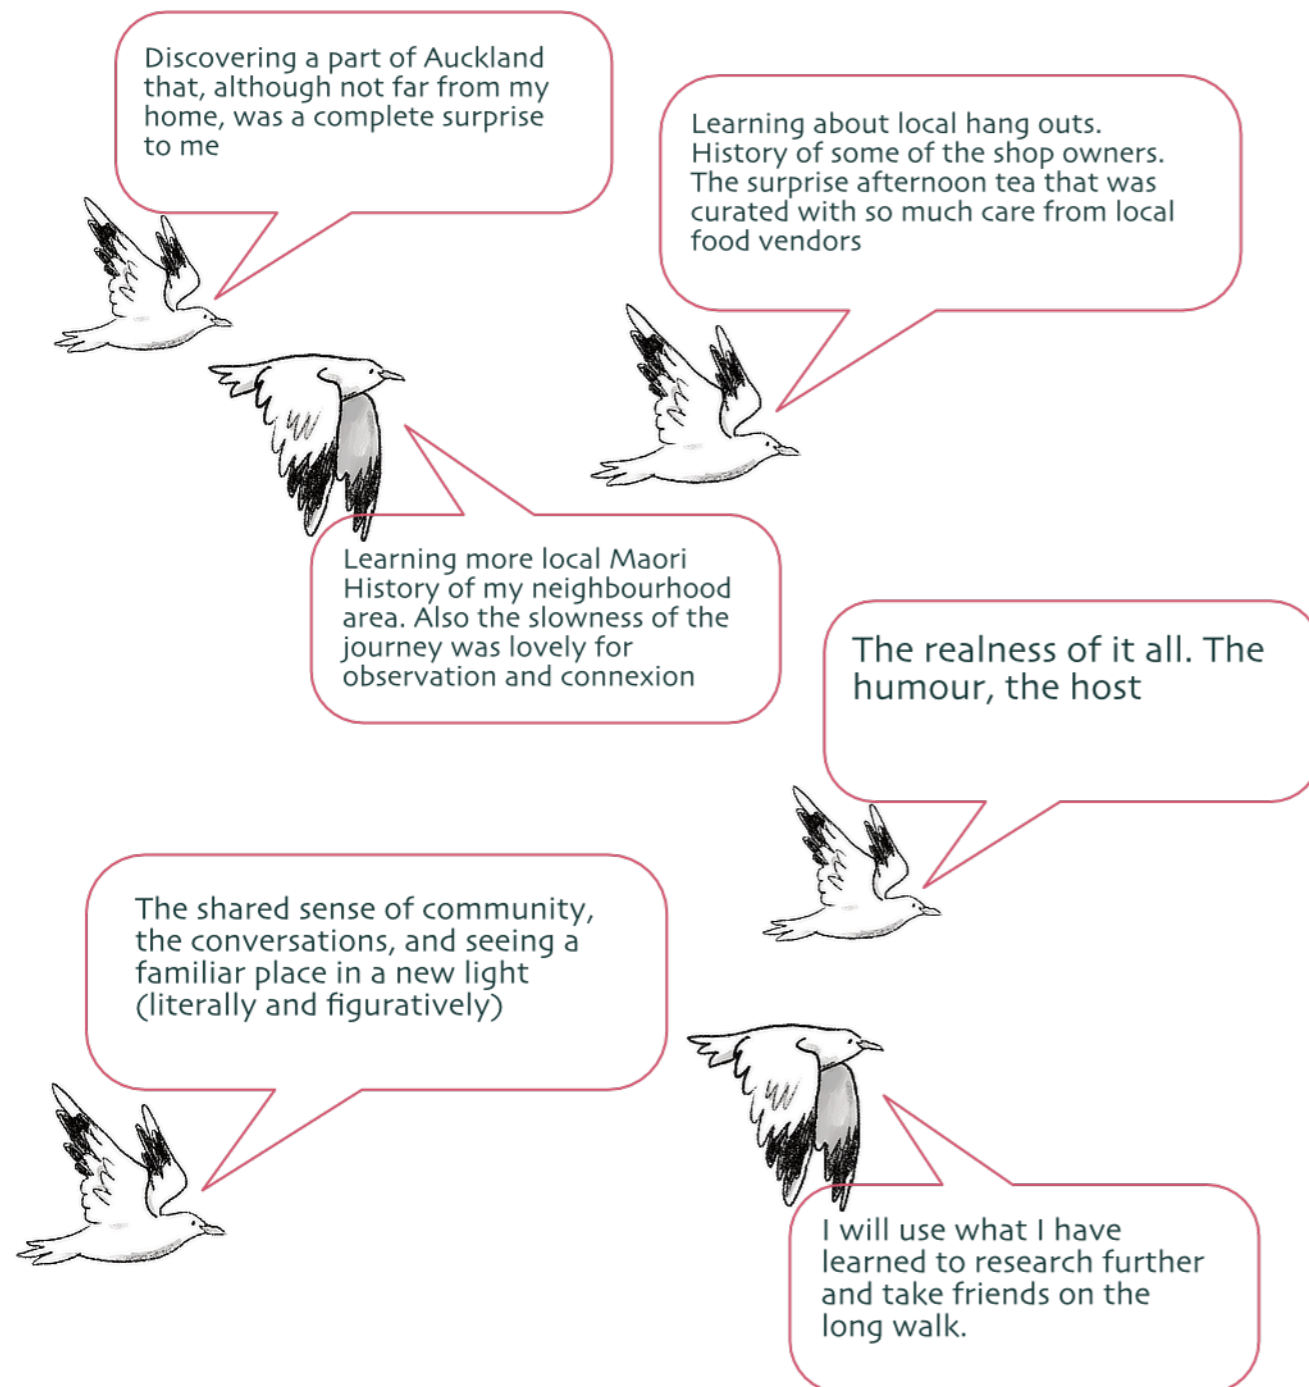 Discovering a part of Auckland
that, although not far from my
home, was a complete surprise
to me
Learning about local hang outs.
History of some of the shop owners.
The surprise afternoon tea that was
curated with so much care from local
food vendors
Learning more local Maori
History of my neighbourhood
area. Also the slowness of the
journey was lovely for
observation and connexion
The realness of it all. The
humour, the host
The shared sense of community,
the conversations, and seeing a
familiar place in a new light
(literally and figuratively)
I will use what I have
learned to research further
and take friends on the
long walk.